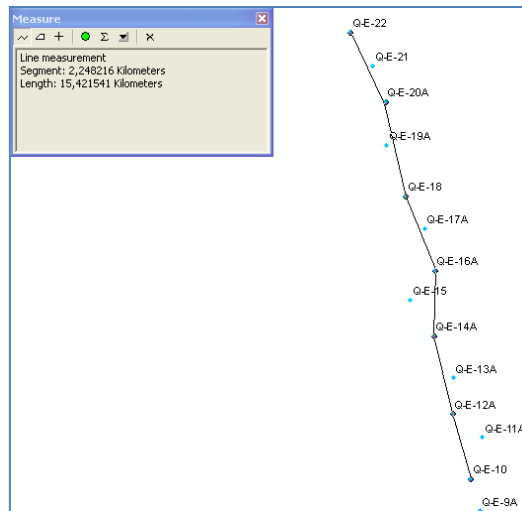 Measure
Line measurement
Segment: 2,248216 Kilometers
Length: 15,421541 Kilometers
Q-E-22
Q-E-21
Q-E-20A
Q-E-19A
Q-E-18
Q-E-17A
Q-E-16A
Q-E-15
Q-E-14A
Q-E-13A
Q-E-12A
Q-E-11A
Q-E-10
Q-E-9A